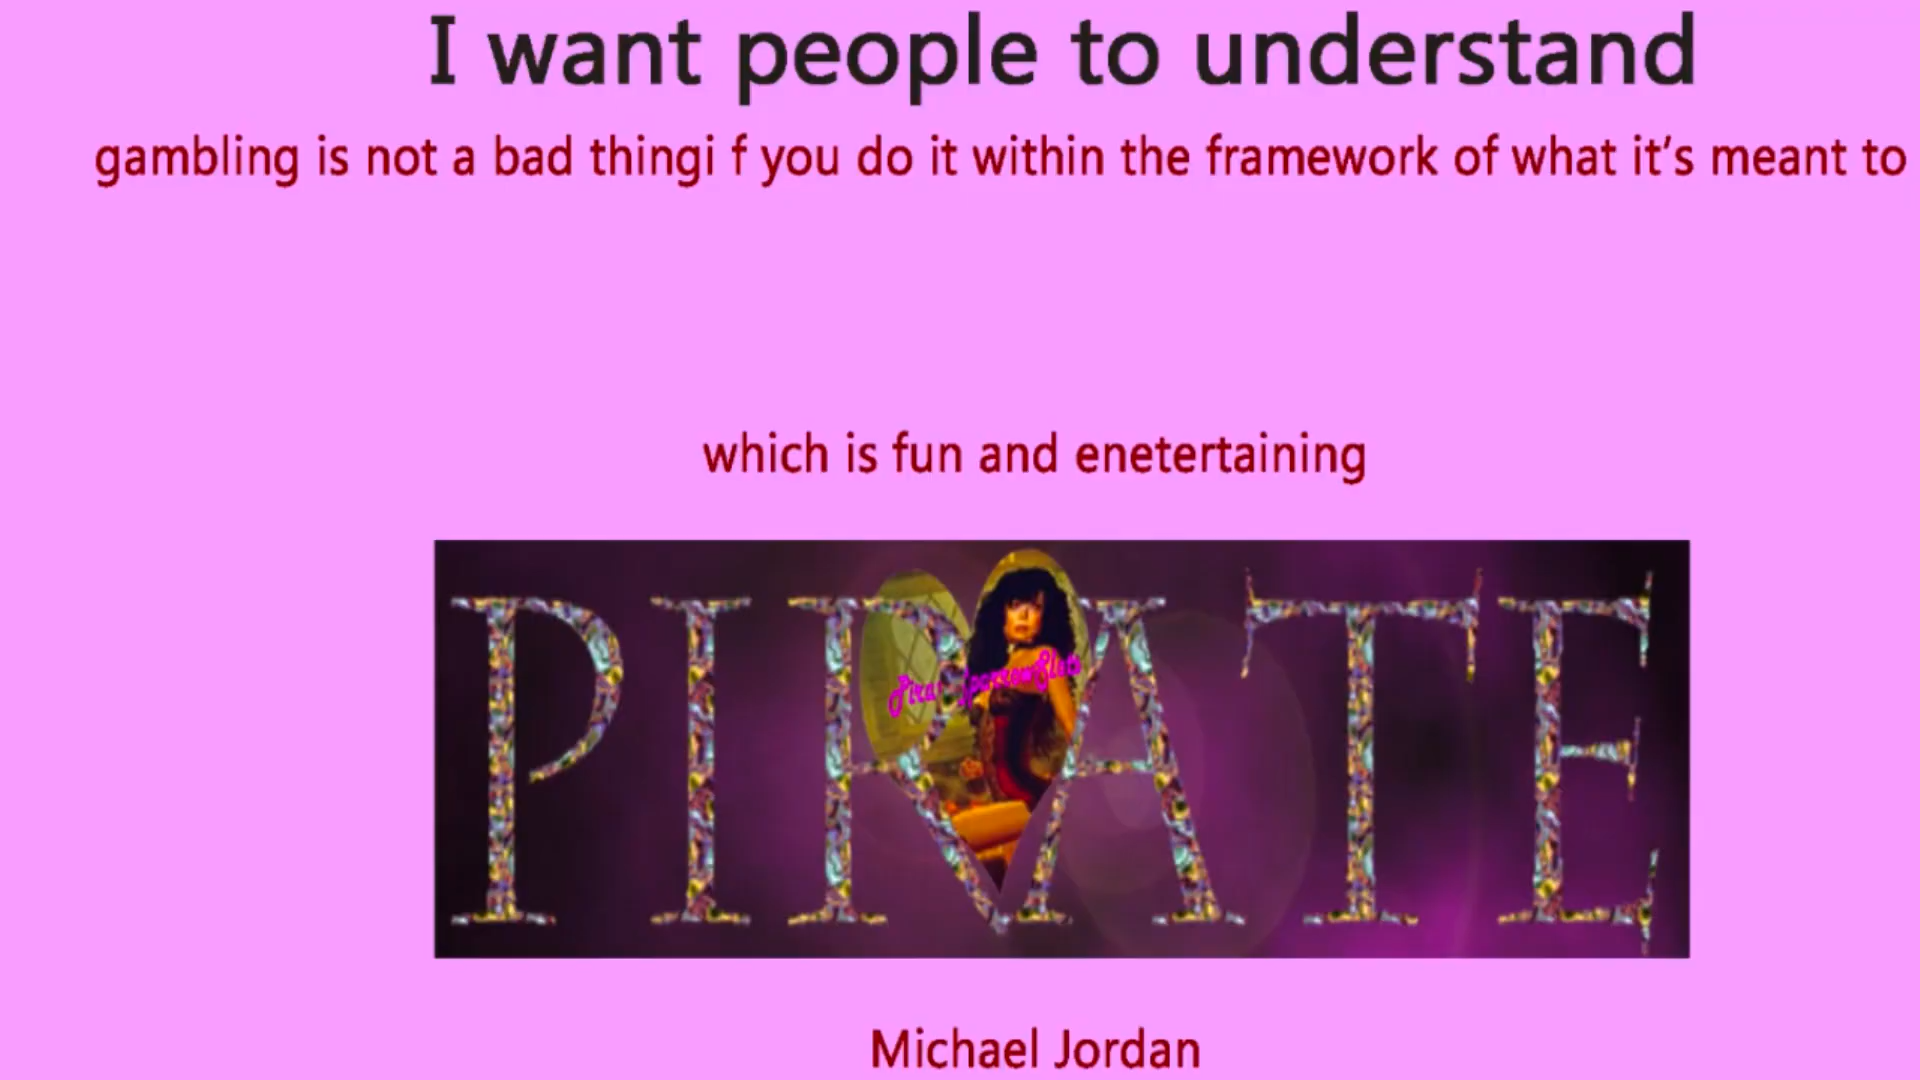 I want people to understand
gambling is not a bad thingi f you do it within the framework of what it’s meant to
which is fun and enetertaining
PIRATE
Michael Jordan